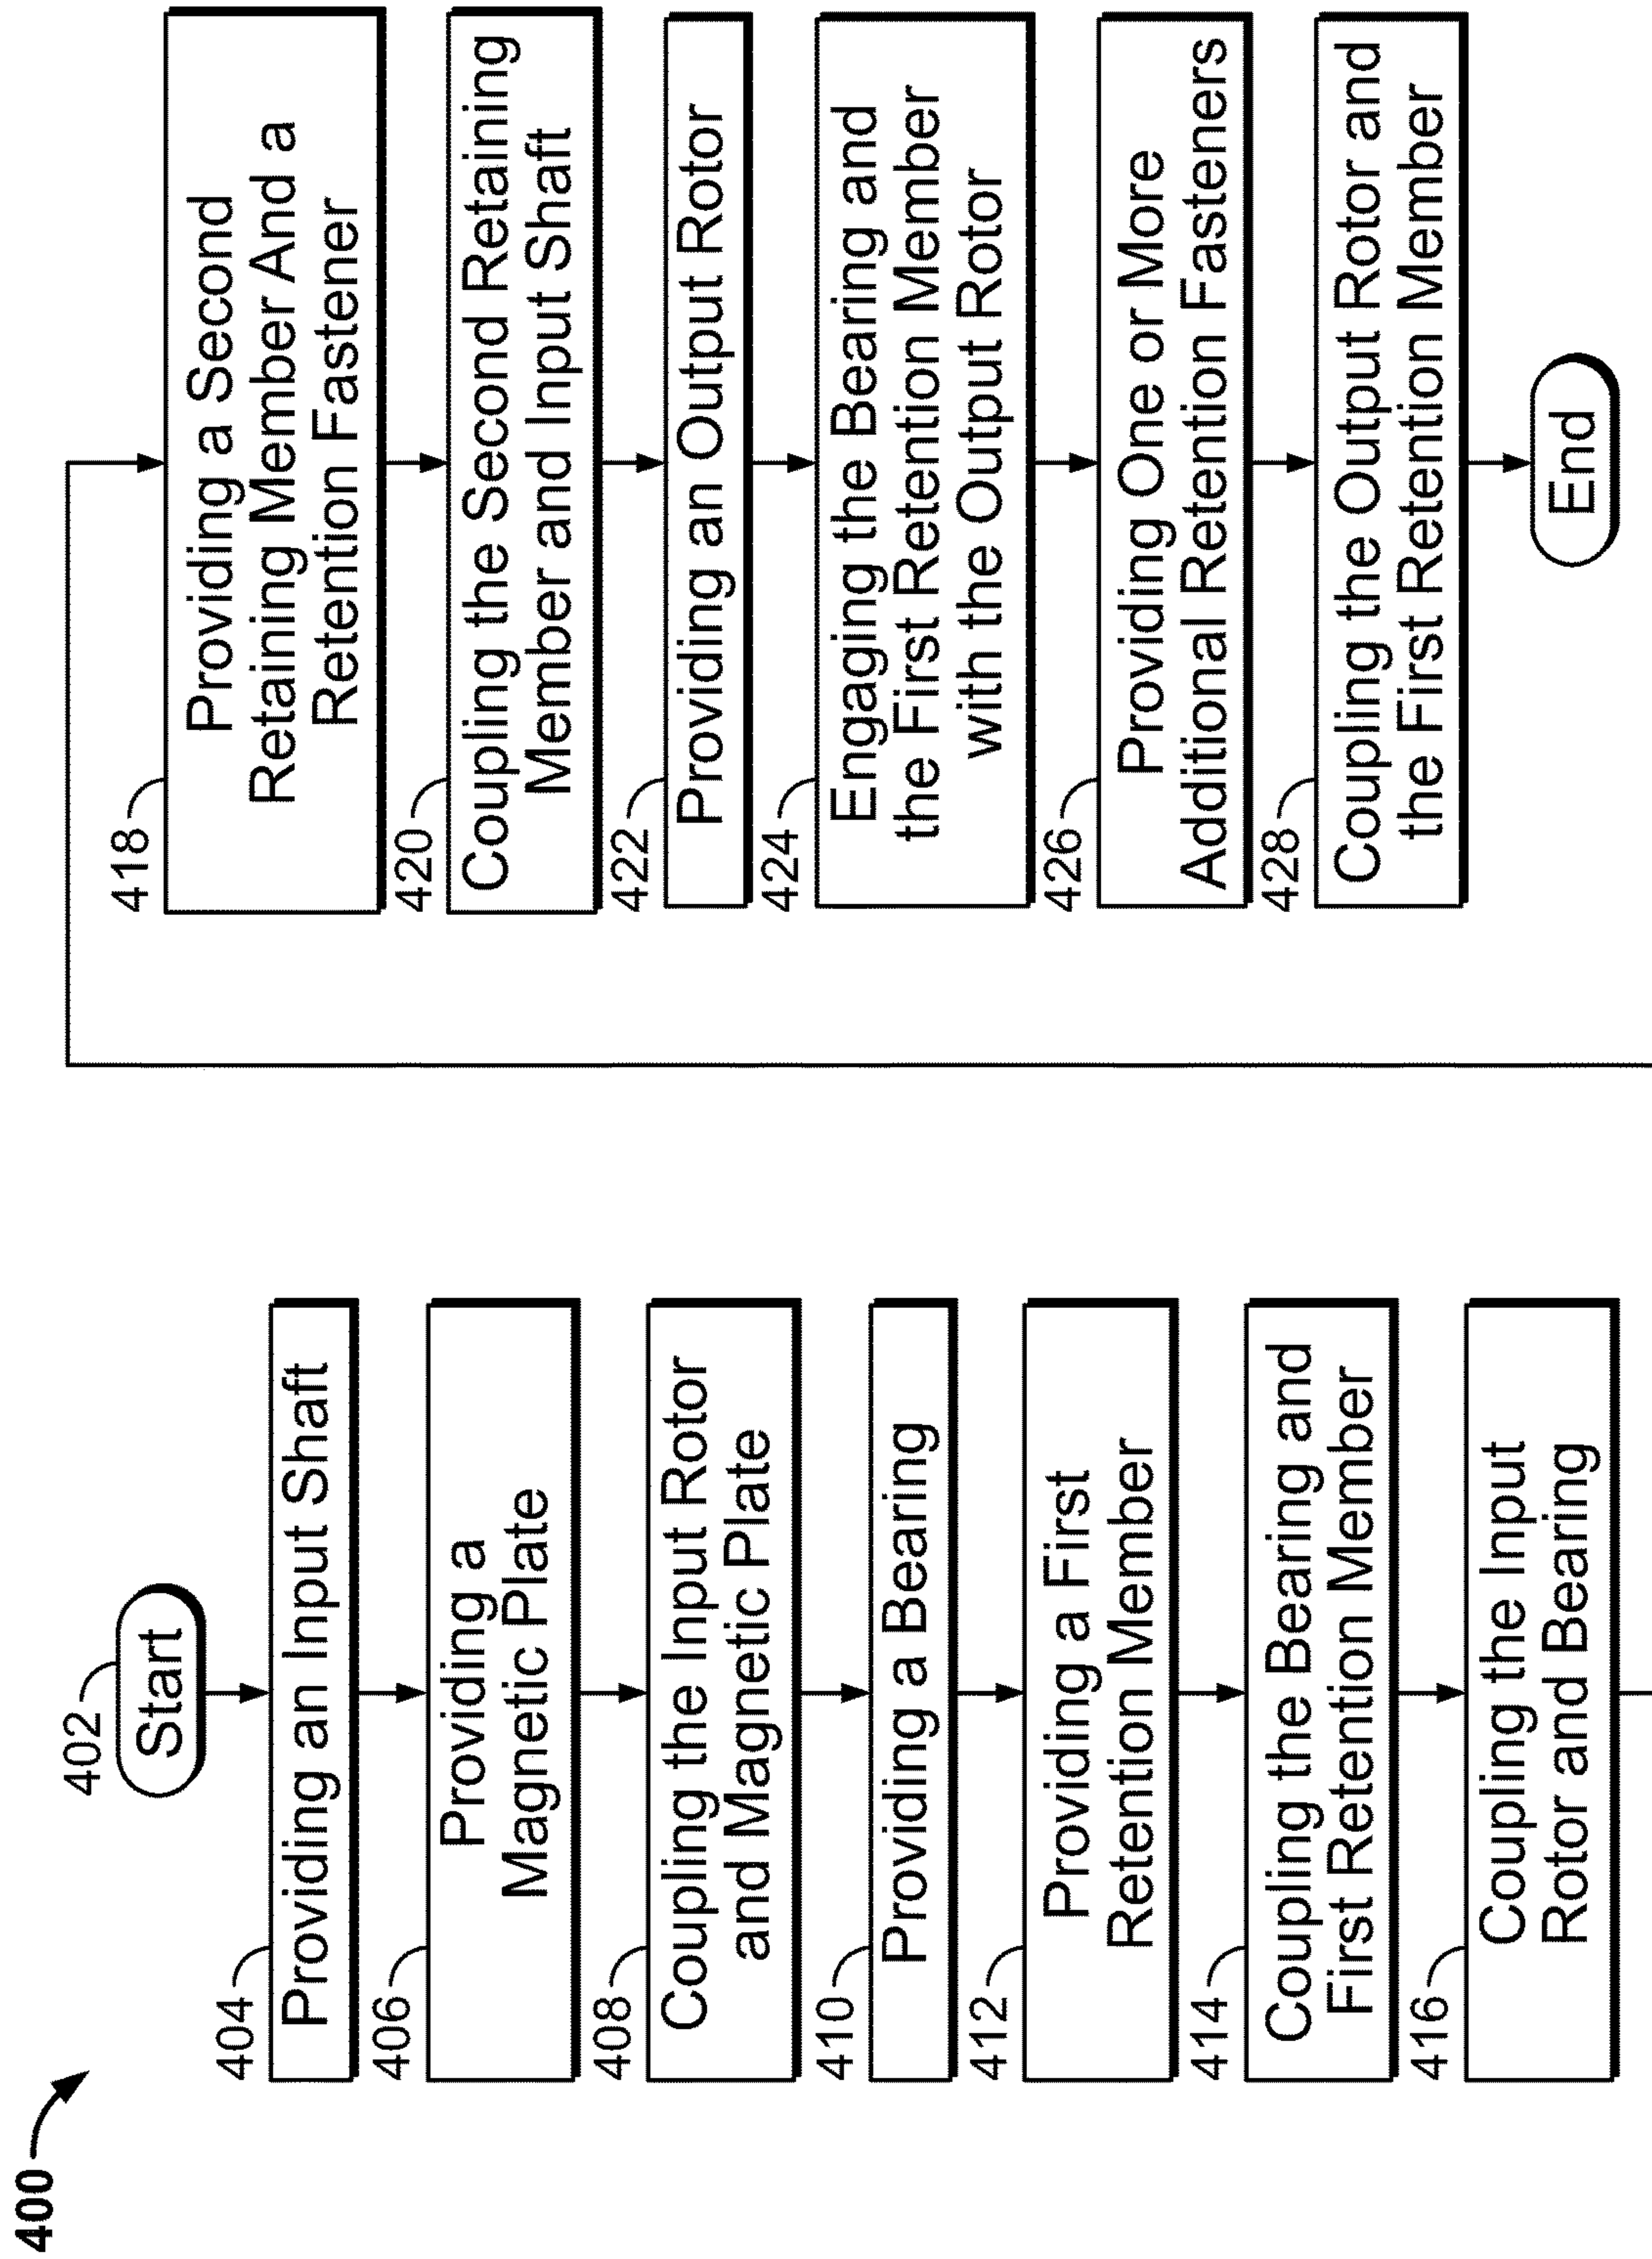 400
402
Start
404
Providing an Input Shaft
406
Providing a
Magnetic Plate
408
Coupling the Input Rotor
and Magnetic Plate
410
Providing a Bearing
412
Providing a First
Retention Member
414
Coupling the Bearing and
First Retention Member
416
Coupling the Input
Rotor and Bearing
418
Providing a Second
Retaining Member And a
Retention Fastener
420
Coupling the Second Retaining
Member and Input Shaft
422
Providing an Output Rotor
424
Engaging the Bearing and
the First Retention Member
with the Output Rotor
426
Providing One or More
Additional Retention Fasteners
428
Coupling the Output Rotor and
the First Retention Member
End